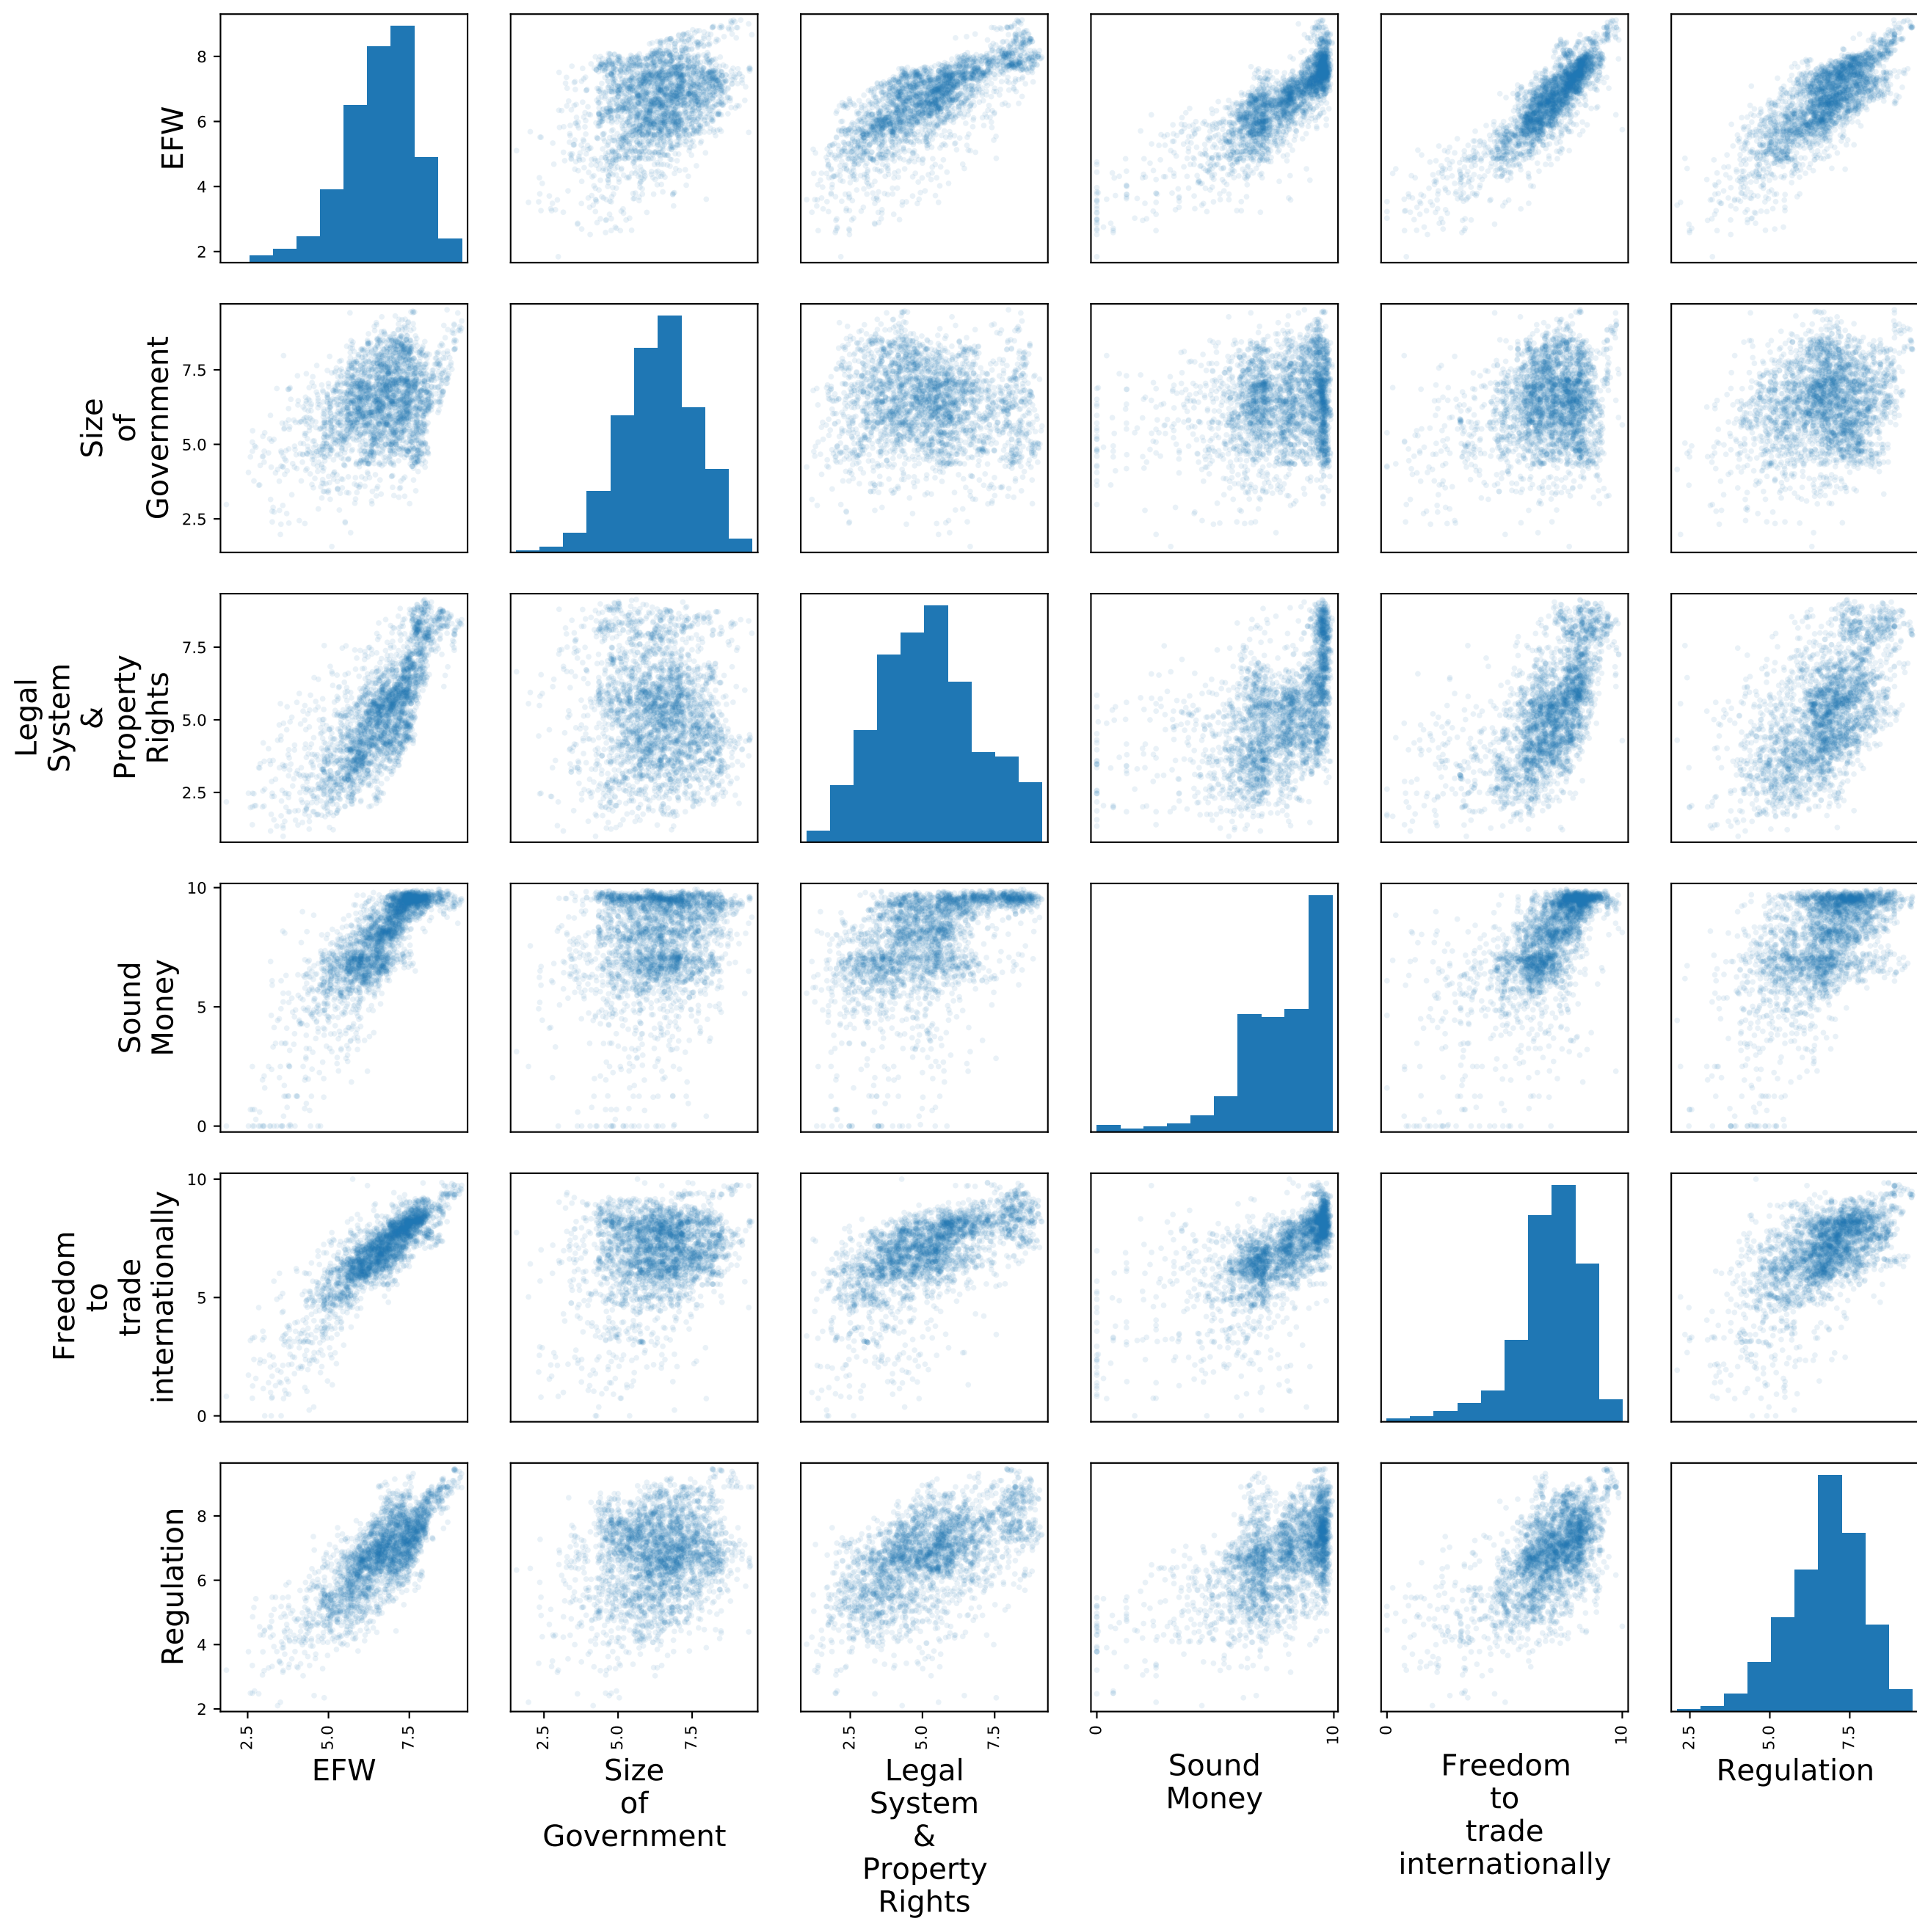 EFW
8
6
4
2
Size
of
Government
7.5
5.0
2.5
Legal
System
&
Property
Rights
7.5
5.0
2.5
Sound
Money
10
5
0
Freedom
to
trade
internationally
10
5
0
Regulation
8
6
4
2
2.5 5.0 7.5
2.5 5.0 7.5
2.5 5.0 7.5
0 10
0 10
2.5 5.0 7.5
EFW
Size
of
Government
Legal
System
&
Property
Rights
Sound
Money
Freedom
to
trade
internationally
Regulation